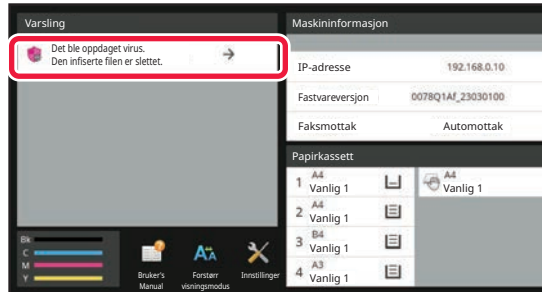 Varsling
Det ble oppdaget virus.
Den infiserte filen er slettet.
Maskininformasjon
IP-adresse 192.168.0.10
Fastvareversjon 0078Q1Af_23030100
Faksmottak Automottak
Papirkassett
1 A4
Vanlig 1
A4
Vanlig 1
2 A4
Vanlig 1
3 B4
Vanlig 1
4 A3
Vanlig 1
Bk
C
M
Y
Bruker's
Manual
Forstørr
visningsmodus
Innstillinger